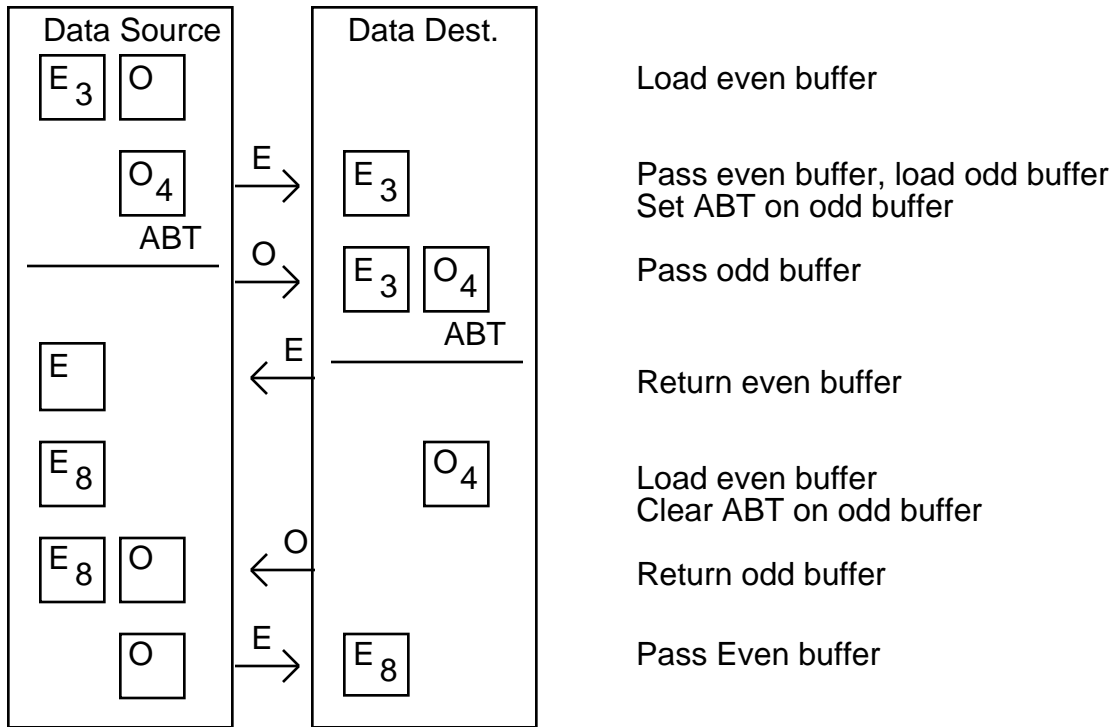 Data Source Data Dest.
E3 O Load even buffer
O4 E E3 Pass even buffer, load odd buffer
ABT Set ABT on odd buffer
O E3 O4 Pass odd buffer
ABT
E E Return even buffer
E8 O4 Load even buffer
Clear ABT on odd buffer
E8 O O Return odd buffer
O E E8 Pass Even buffer